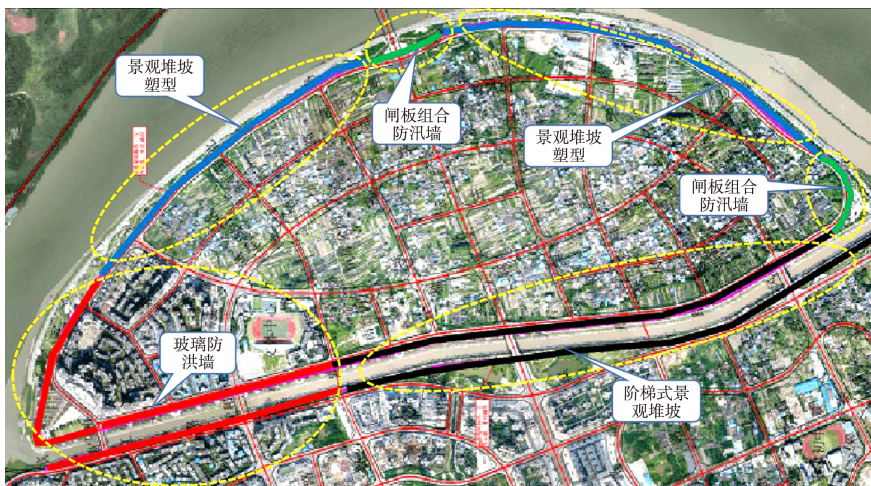 景观堆坡
塑型
闸板组合
防汛墙
景观堆坡
塑型
闸板组合
防汛墙
玻璃防
洪墙
阶梯式景
观堆坡